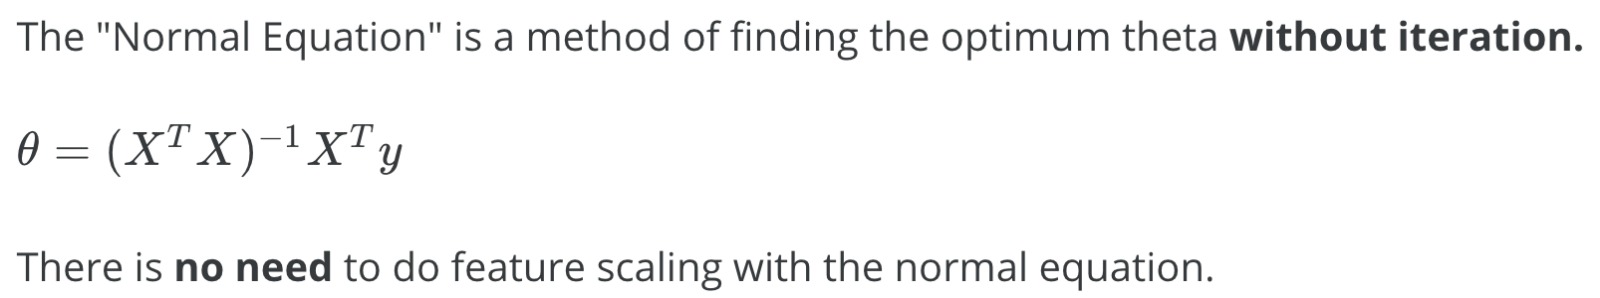 The "Normal Equation" is a method of finding the optimum theta without iteration.
θ = (X^T X)^{-1} X^T y
There is no need to do feature scaling with the normal equation.